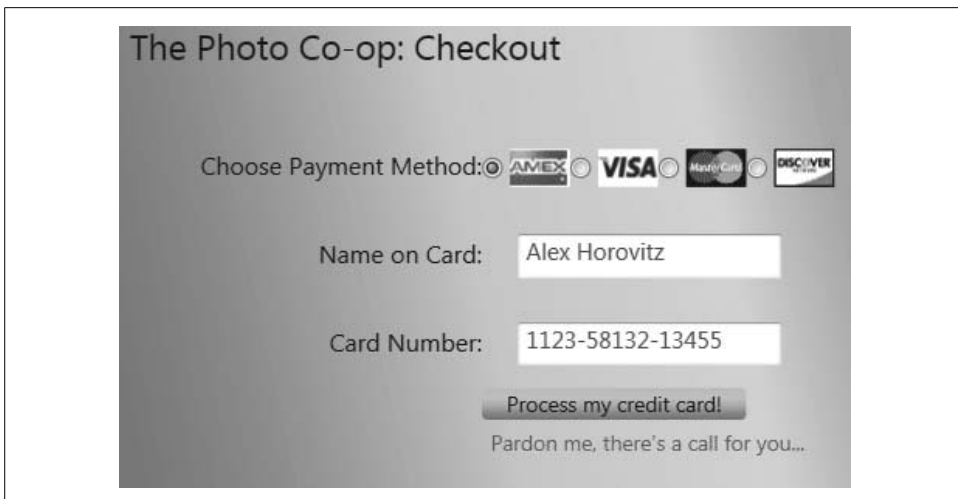 The Photo Co-op: Checkout
Choose Payment Method: AMEX VISA MasterCard DISCOVER NETWORK
Name on Card: Alex Horovitz
Card Number: 1123-58132-13455
Process my credit card!
Pardon me, there's a call for you...